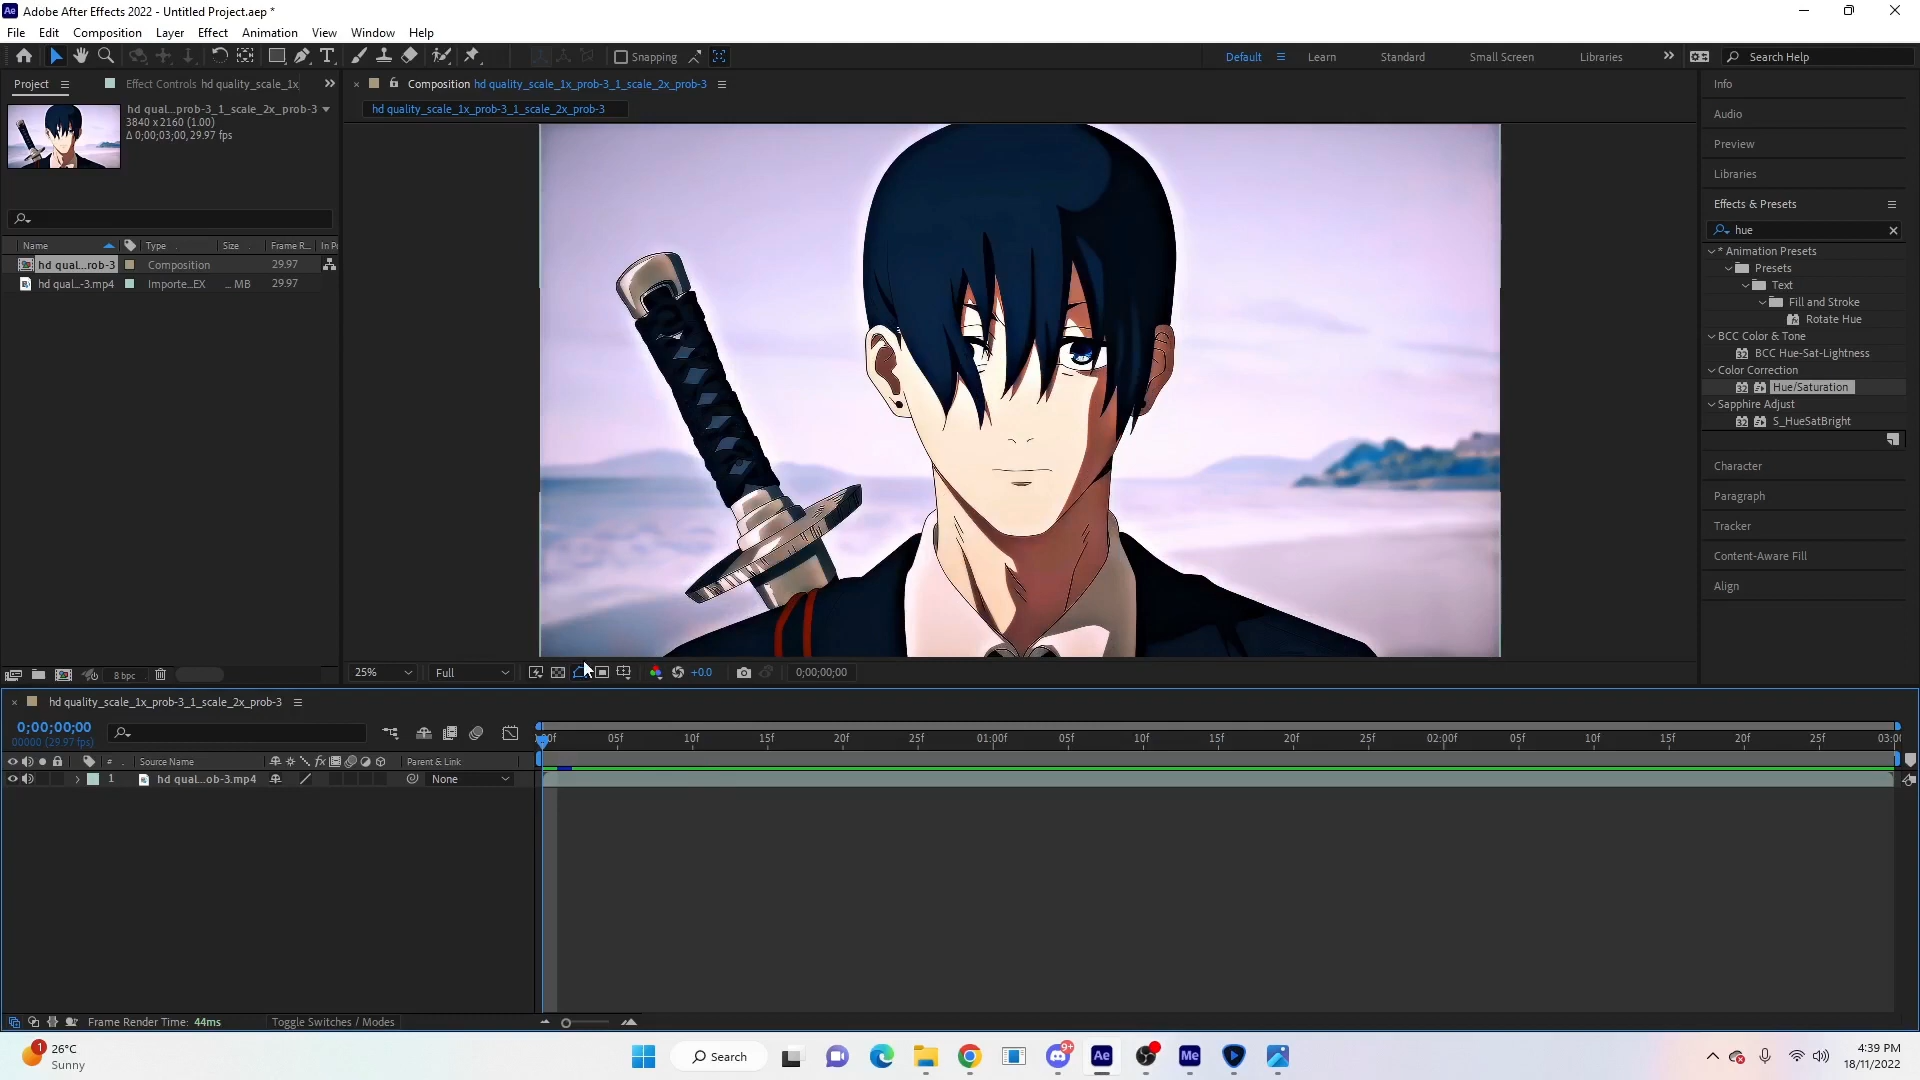 Adobe After Effects 2022 - Untitled Project.aep *
File Edit Composition Layer Effect Animation View Window Help
Snapping
Default Learn Standard Small Screen Libraries Search Help
Project Effect Controls hd quality_scale_1x
Composition hd quality_scale_1x_prob-3_1_scale_2x_prob-3
hd quality_scale_1x_prob-3_1_scale_2x_prob-3
hd qual...prob-3_1_scale_2x_prob-3
3840 x 2160 (1.00)
Δ 0;00;03;00, 29.97 fps
Name Type Size Frame R... In P
hd qual...rob-3 Composition 29.97
hd qual...-3.mp4 Importe...EX ... MB 29.97
8 bpc
25% Full +0.0 0;00;00;00
Info
Audio
Preview
Libraries
Effects & Presets
hue
* Animation Presets
Presets
Text
Fill and Stroke
Rotate Hue
BCC Color & Tone
BCC Hue-Sat-Lightness
Color Correction
Hue/Saturation
Sapphire Adjust
S_HueSatBright
Character
Paragraph
Tracker
Content-Aware Fill
Align
hd quality_scale_1x_prob-3_1_scale_2x_prob-3
0;00;00;00
00000 (29.97 fps)
05f 10f 15f 20f 25f 01:00f 05f 10f 15f 20f 25f 02:00f 05f 10f 15f 20f 25f 03:00
# Source Name Parent & Link
1 hd qual...ob-3.mp4 None
Frame Render Time: 44ms Toggle Switches / Modes
1 26°C
Sunny
Search
9+
Ae Me
4:39 PM
18/11/2022